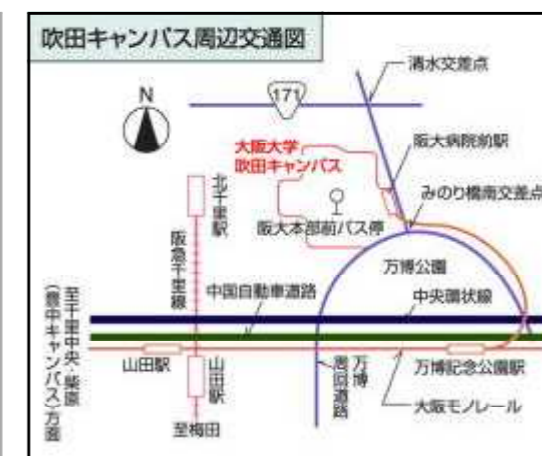 吹田キャンパス周辺交通図
清水交差点
N
171
大阪大学
吹田キャンパス
阪大病院前駅
北千里駅
みのり橋南交差点
阪大本部前バス停
阪急千里線
万博公園
中国自動車道路
中央環状線
至千里中央・柴原
(豊中キャンパス)方面
山田駅
山田駅
万博
周回道路
万博記念公園駅
大阪モノレール
至梅田